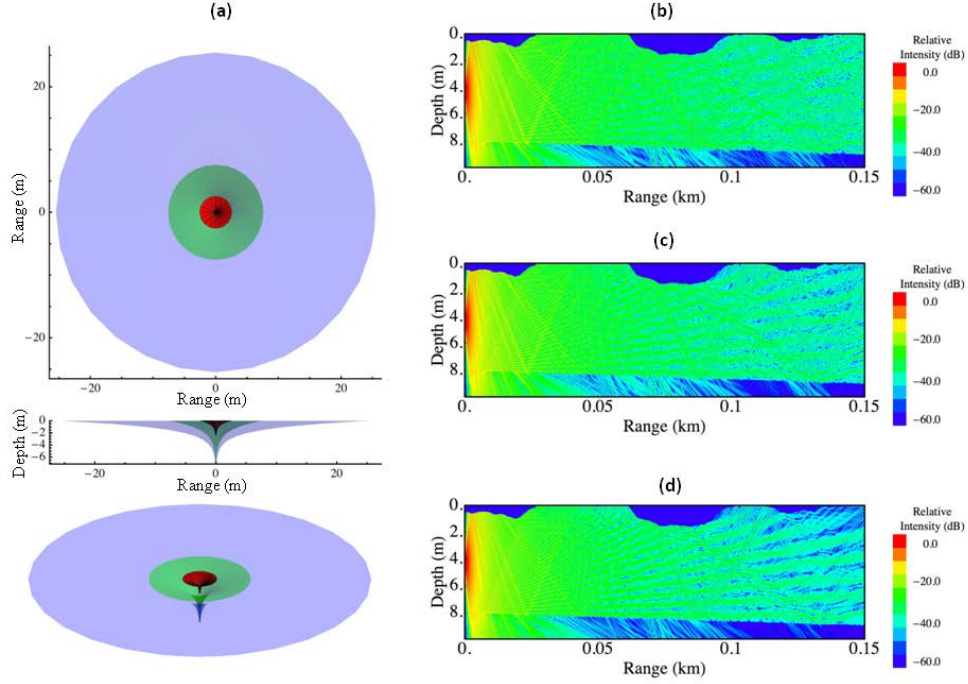 (a)
20
0
−20
Range (m)
−20
0
20
Range (m)
0
−2
−4
−6
Depth (m)
−20
0
20
Range (m)
(b)
0.
2.
4.
6.
8.
Depth (m)
0.
0.05
0.1
0.15
Range (km)
Relative
Intensity (dB)
0.0
−20.0
−40.0
−60.0
(c)
0.
2.
4.
6.
8.
Depth (m)
0.
0.05
0.1
0.15
Range (km)
Relative
Intensity (dB)
0.0
−20.0
−40.0
−60.0
(d)
0.
2.
4.
6.
8.
Depth (m)
0.
0.05
0.1
0.15
Range (km)
Relative
Intensity (dB)
0.0
−20.0
−40.0
−60.0